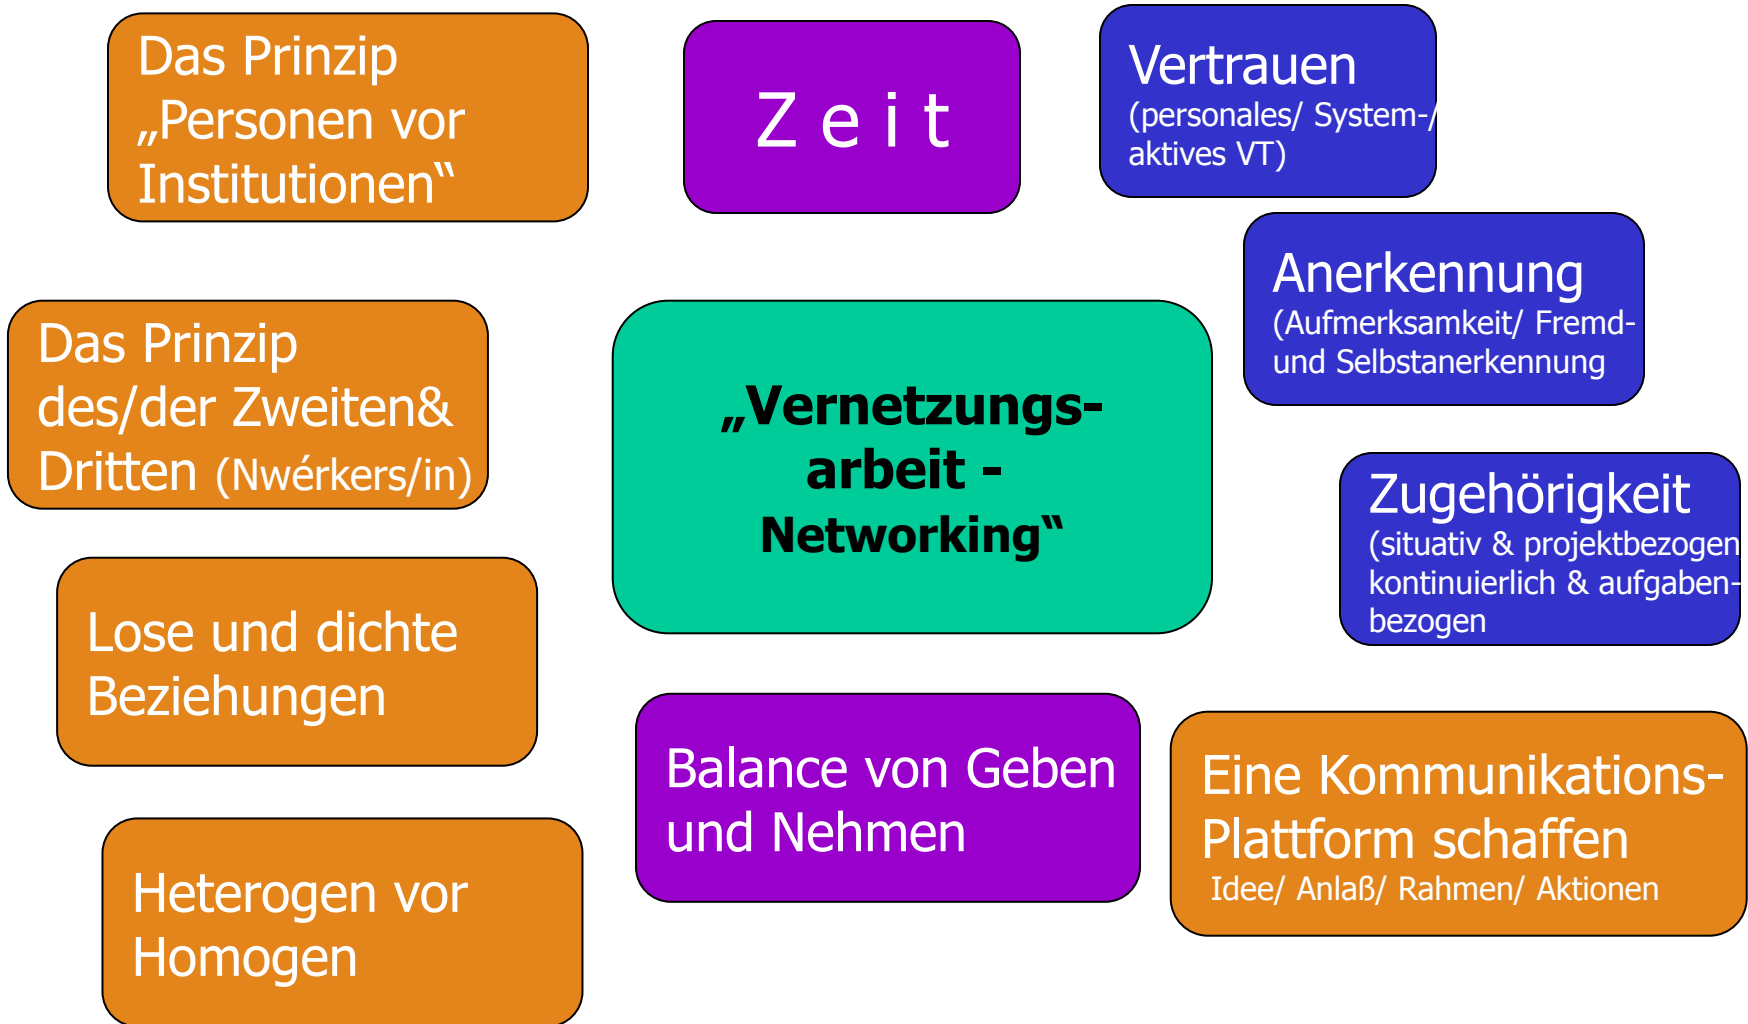 Das Prinzip
„Personen vor
Institutionen“
Z e i t
Vertrauen
(personales/ System-/
aktives VT)
Anerkennung
(Aufmerksamkeit/ Fremd-
und Selbstanerkennung
Das Prinzip
des/der Zweiten&
Dritten (Nwérkers/in)
„Vernetzungs-
arbeit -
Networking“
Zugehörigkeit
(situativ & projektbezogen
kontinuierlich & aufgaben-
bezogen
Lose und dichte
Beziehungen
Balance von Geben
und Nehmen
Eine Kommunikations-
Plattform schaffen
Idee/ Anlaß/ Rahmen/ Aktionen
Heterogen vor
Homogen